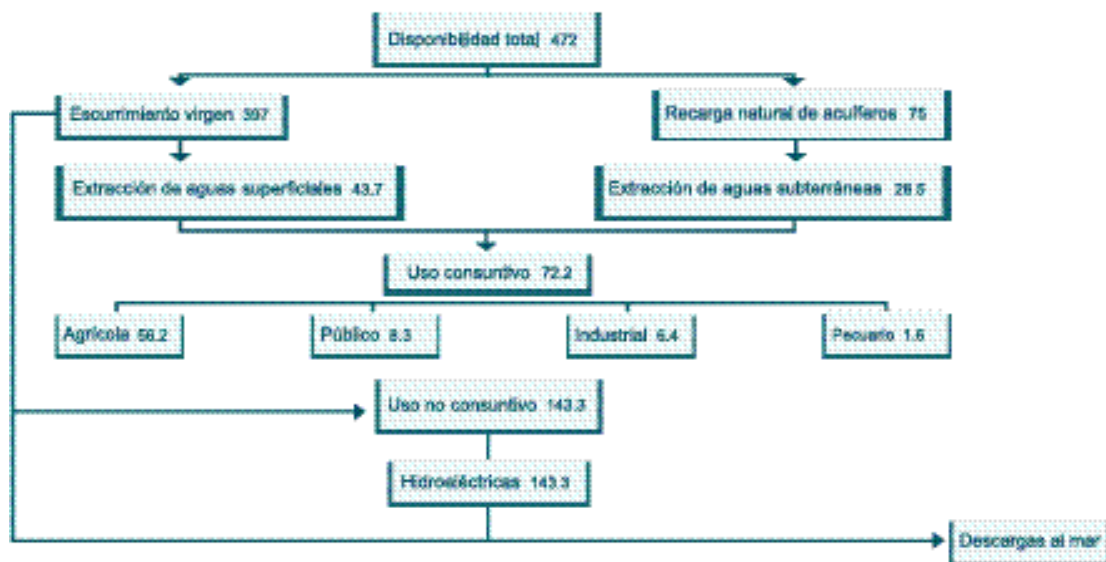 Disponibilidad total 472
Escurrimiento virgen 397
Recarga natural de acuíferos 75
Extracción de aguas superficiales 43.7
Extracción de aguas subterráneas 28.5
Uso consuntivo 72.2
Agrícola 56.2
Público 8.3
Industrial 6.4
Pecuario 1.6
Uso no consuntivo 143.3
Hidroeléctricas 143.3
Descargas al mar